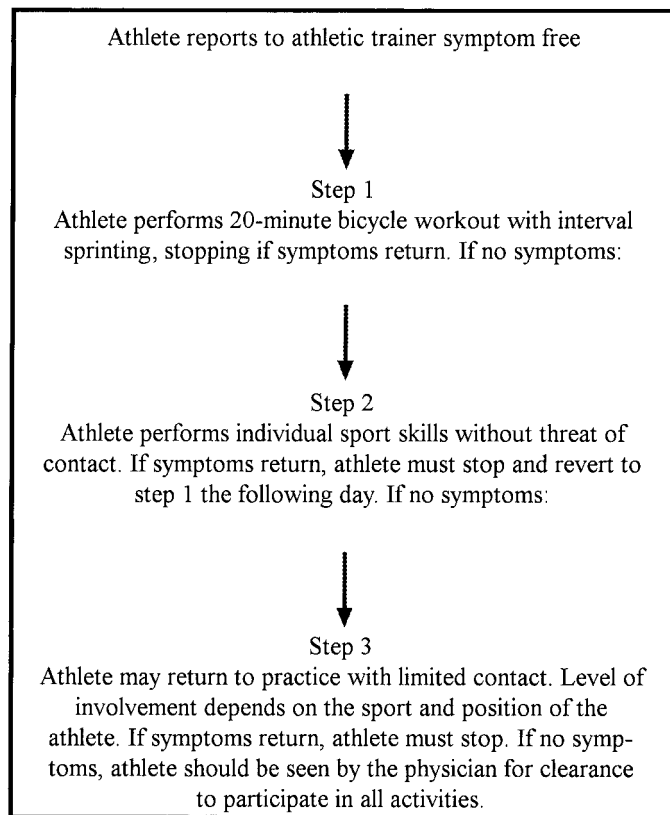 Athlete reports to athletic trainer symptom free
Step 1
Athlete performs 20-minute bicycle workout with interval
sprinting, stopping if symptoms return. If no symptoms:
Step 2
Athlete performs individual sport skills without threat of
contact. If symptoms return, athlete must stop and revert to
step 1 the following day. If no symptoms:
Step 3
Athlete may return to practice with limited contact. Level of
involvement depends on the sport and position of the
athlete. If symptoms return, athlete must stop. If no symp-
toms, athlete should be seen by the physician for clearance
to participate in all activities.